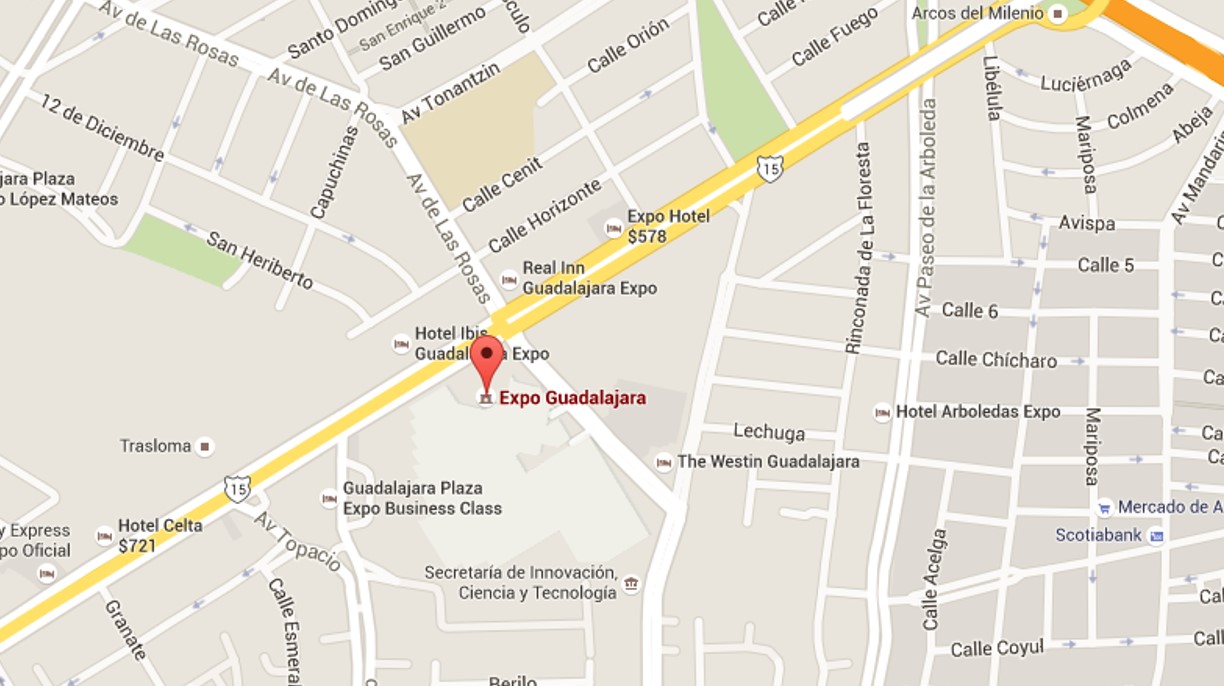 Av de Las Rosas
Santo Domingo
San Enrique
San Guillermo
Calle Orión
Calle Fuego
Arcos del Milenio
Av de Las Rosas
Av Tonantzin
12 de Diciembre
Capuchinas
Calle Cenit
Calle Horizonte
Av de Las Rosas
Libélula
Luciérnaga
Colmena
Abeja
Mariposa
Av Paseo de la Arboleda
Rinconada de La Floresta
15
jara Plaza
o López Mateos
San Heriberto
Expo Hotel
$578
Real Inn
Guadalajara Expo
Avispa
Av Mandari
Calle 5
Calle 6
Calle Chícharo
Hotel Ibis
Guadal a Expo
Expo Guadalajara
Hotel Arboledas Expo
Lechuga
Mariposa
Trasloma
The Westin Guadalajara
15
Guadalajara Plaza
Expo Business Class
Hotel Celta
$721
y Express
po Oficial
Av Topacio
Mercado de A
Scotiabank
Calle Acelga
Secretaría de Innovación,
Ciencia y Tecnología
Granate
Calle Esmeral
Calle Coyul
Berilo